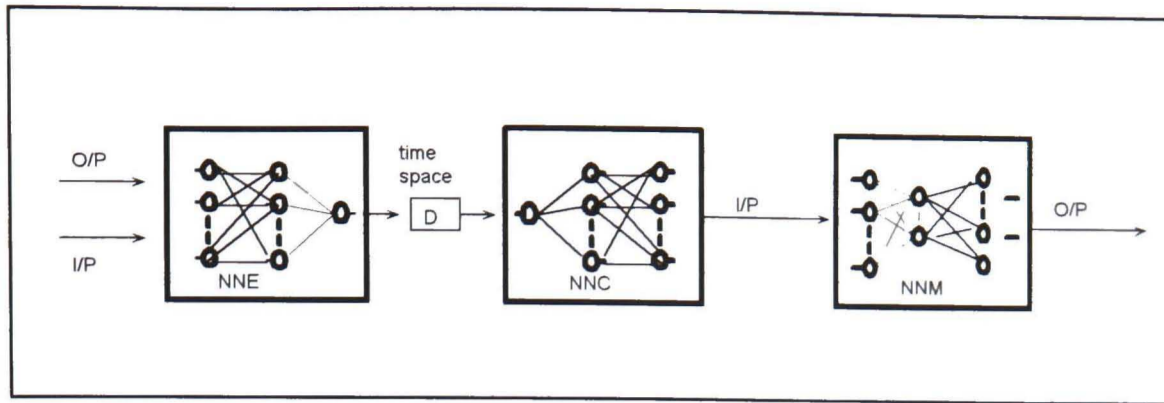 O/P
I/P
NNE
time
space
D
NNC
I/P
NNM
O/P